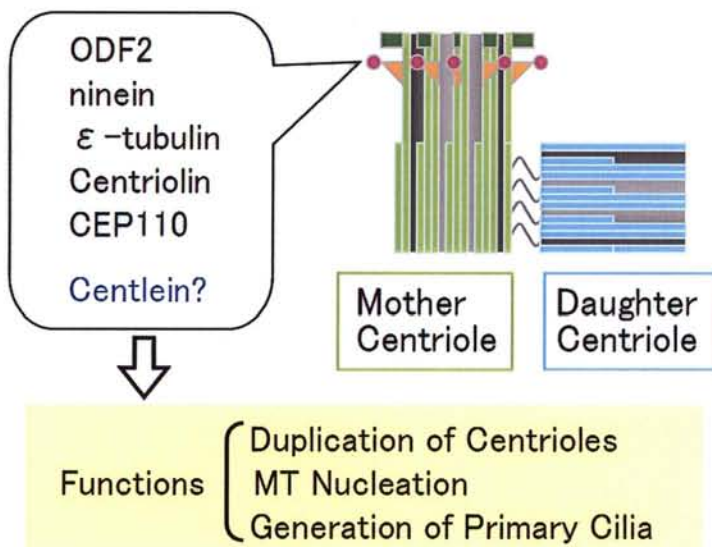 ODF2
ninein
ε-tubulin
Centriolin
CEP110
Centlein?
Mother
Centriole
Daughter
Centriole
Functions
Duplication of Centrioles
MT Nucleation
Generation of Primary Cilia